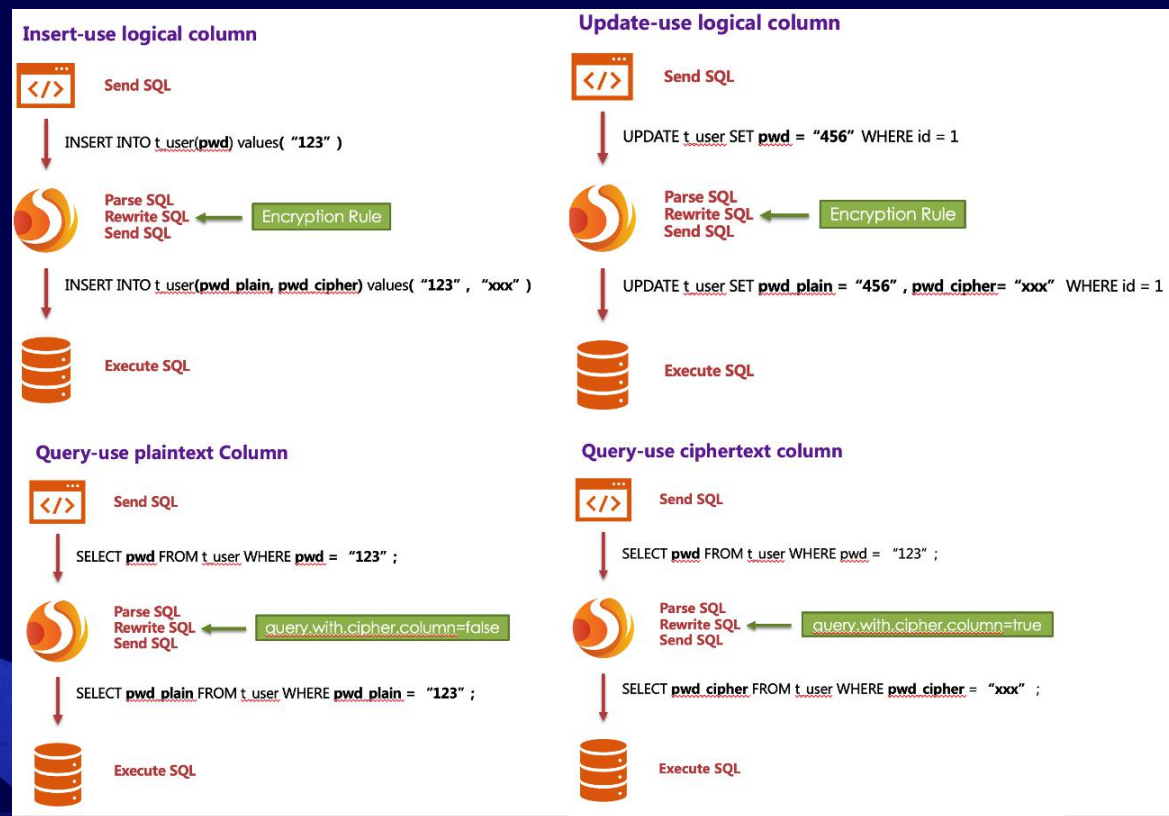 Insert-use logical column
</>
Send SQL
INSERT INTO t_user(pwd) values( “123” )
Parse SQL
Rewrite SQL
Send SQL
Encryption Rule
INSERT INTO t_user(pwd_plain, pwd_cipher) values( “123” , “xxx” )
Execute SQL
Update-use logical column
</>
Send SQL
UPDATE t_user SET pwd = “456” WHERE id = 1
Parse SQL
Rewrite SQL
Send SQL
Encryption Rule
UPDATE t_user SET pwd_plain = “456” , pwd_cipher= “xxx” WHERE id = 1
Execute SQL
Query-use plaintext Column
</>
Send SQL
SELECT pwd FROM t_user WHERE pwd = “123” ;
Parse SQL
Rewrite SQL
Send SQL
query.with.cipher.column=false
SELECT pwd_plain FROM t_user WHERE pwd_plain = “123” ;
Execute SQL
Query-use ciphertext column
</>
Send SQL
SELECT pwd FROM t_user WHERE pwd = “123” ;
Parse SQL
Rewrite SQL
Send SQL
query.with.cipher.column=true
SELECT pwd_cipher FROM t_user WHERE pwd_cipher = “xxx” ;
Execute SQL